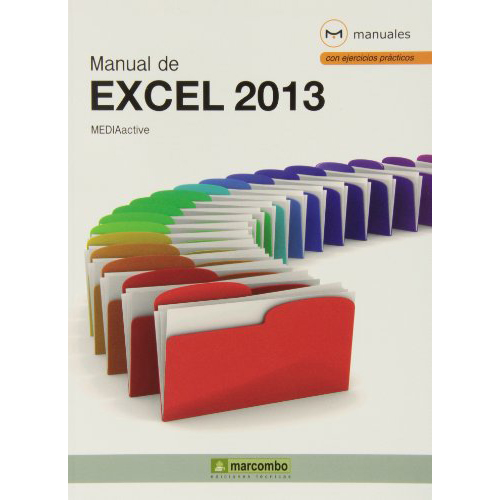 manuales
con ejercicios prácticos
Manual de
EXCEL 2013
MEDIAactive
marcombo
ediciones técnicas